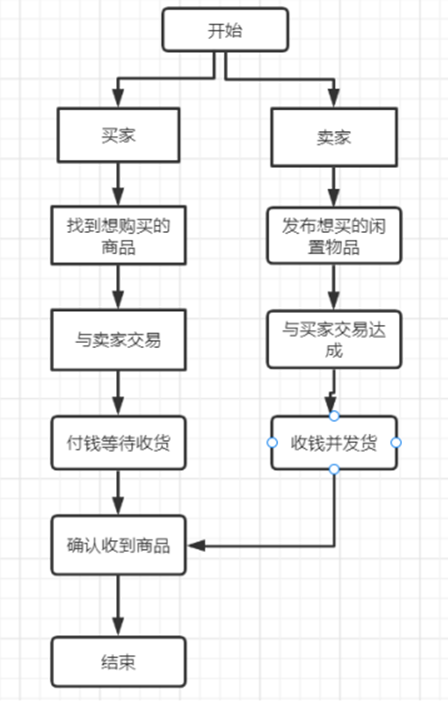 开始
买家
卖家
找到想购买的
商品
发布想买的闲
置物品
与卖家交易
与买家交易达
成
付钱等待收货
收钱并发货
确认收到商品
结束